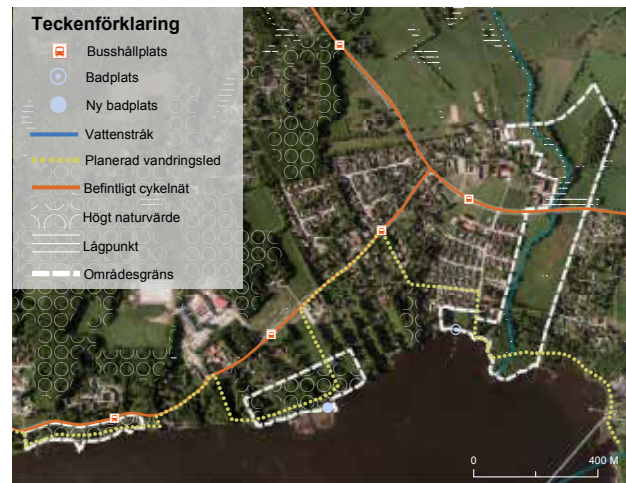 Teckenförklaring
Busshållplats
Badplats
Ny badplats
Vattenstråk
Planerad vandringsled
Befintligt cykelnät
Högt naturvärde
Lågpunkt
Områdesgräns
0 400 M